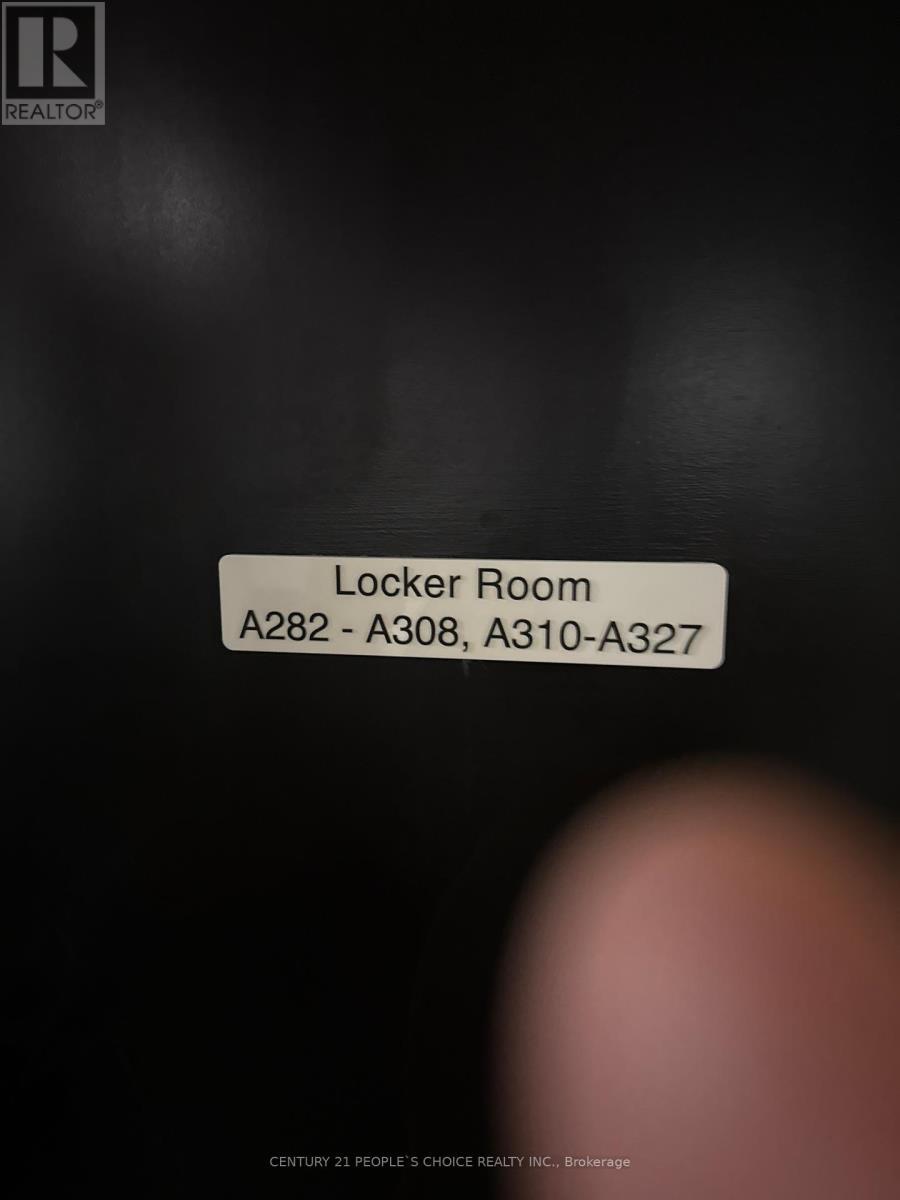 REALTOR®
Locker Room
A282 - A308, A310-A327
CENTURY 21 PEOPLE`S CHOICE REALTY INC., Brokerage